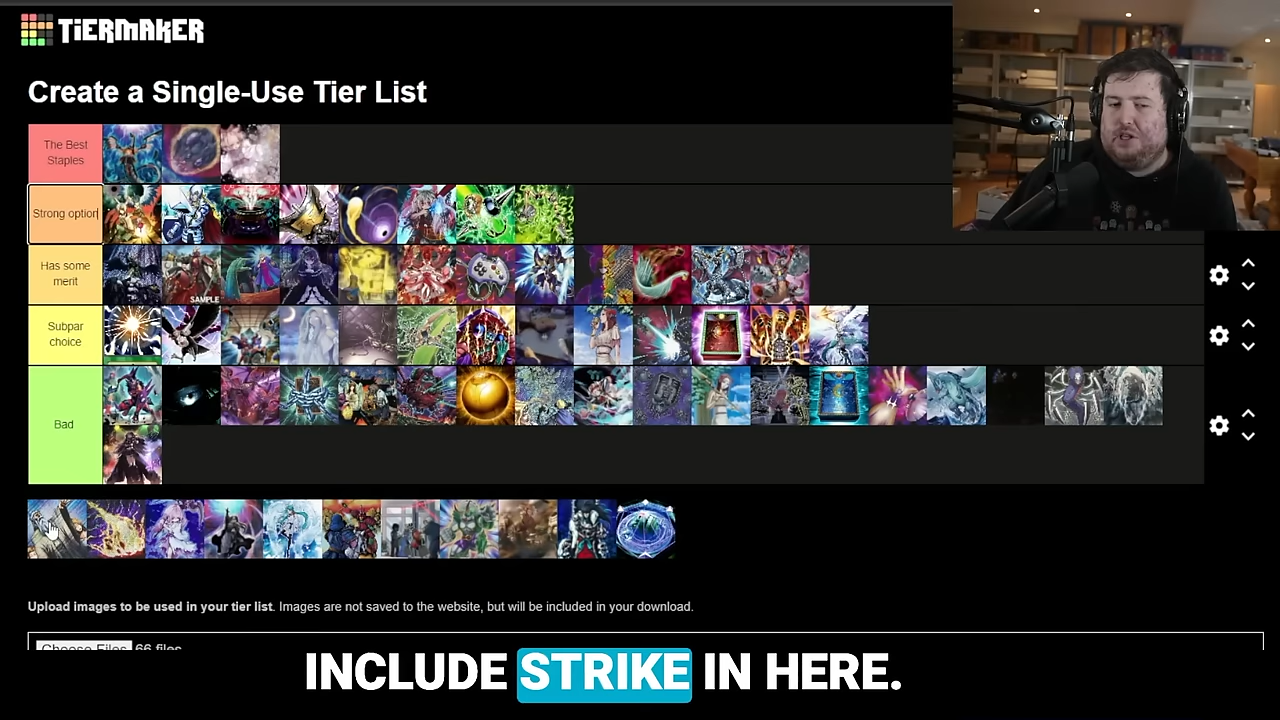 TiERMAKER
Create a Single-Use Tier List
The Best
Staples
Strong option
Has some
merit
SAMPLE
Subpar
choice
Bad
Upload images to be used in your tier list. Images are not saved to the website, but will be included in your download.
Choose Files 66 files
INCLUDE STRIKE IN HERE.